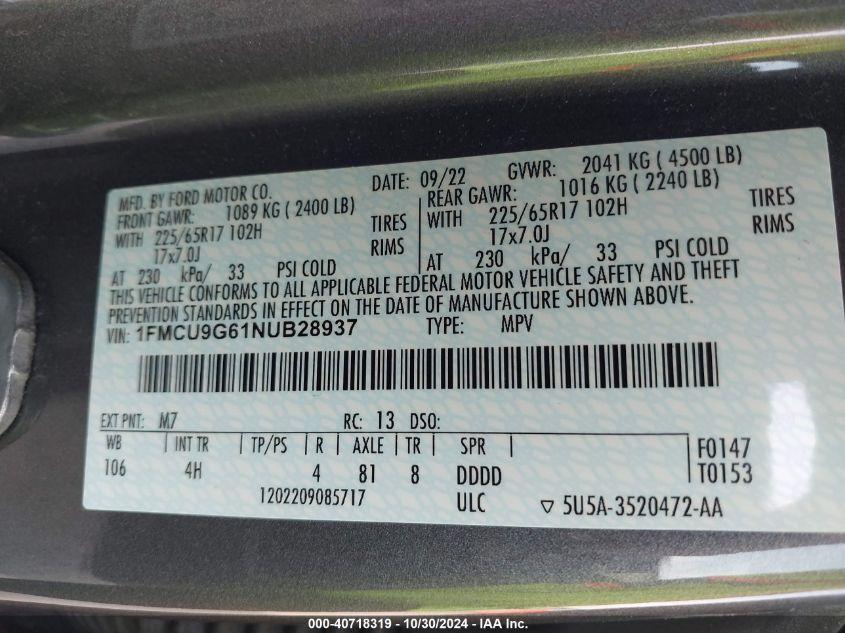 MFD. BY FORD MOTOR CO. DATE: 09/22 GVWR: 2041 KG ( 4500 LB)
FRONT GAWR: 1089 KG ( 2400 LB) REAR GAWR: 1016 KG ( 2240 LB)
WITH 225/65R17 102H TIRES WITH 225/65R17 102H TIRES
17x7.0J RIMS 17x7.0J RIMS
AT 230 kPa/ 33 PSI COLD AT 230 kPa/ 33 PSI COLD
THIS VEHICLE CONFORMS TO ALL APPLICABLE FEDERAL MOTOR VEHICLE SAFETY AND THEFT
PREVENTION STANDARDS IN EFFECT ON THE DATE OF MANUFACTURE SHOWN ABOVE.
VIN: 1FMCU9G61NUB28937 TYPE: MPV
EXT PNT: M7 RC: 13 DSO:
WB INT TR TP/PS R AXLE TR SPR F0147
106 4H 4 81 8 DDDD T0153
1202209085717 ULC ▽ 5U5A-3520472-AA
000-40718319 - 10/30/2024 - IAA Inc.